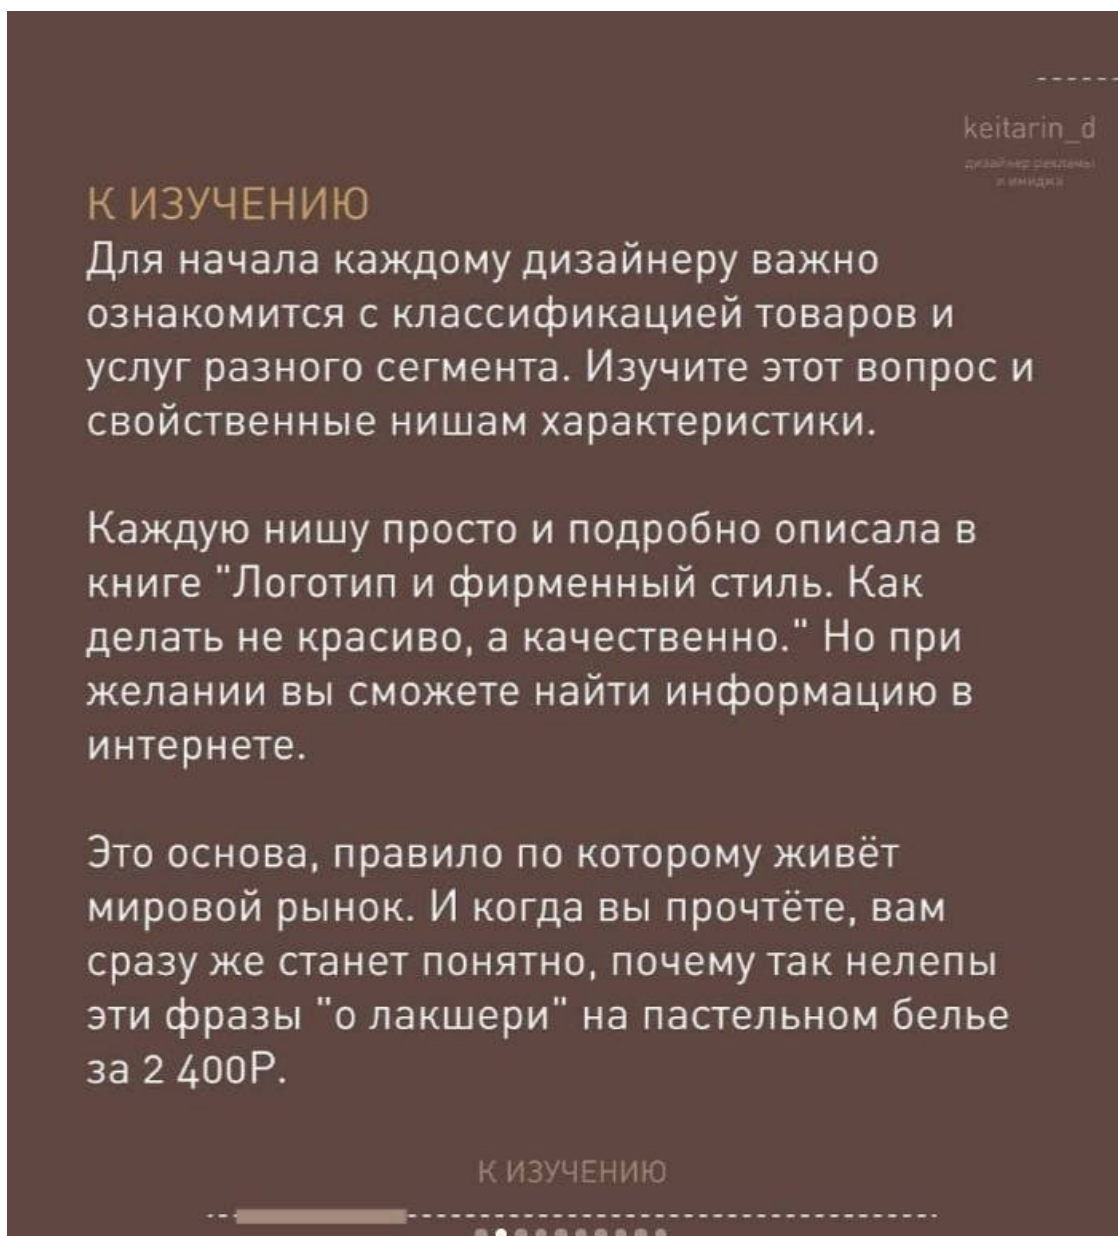 keitarin_d
дизайнер рекламы
и имиджа
К ИЗУЧЕНИЮ
Для начала каждому дизайнеру важно
ознакомится с классификацией товаров и
услуг разного сегмента. Изучите этот вопрос и
свойственные нишам характеристики.
Каждую нишу просто и подробно описала в
книге "Логотип и фирменный стиль. Как
делать не красиво, а качественно." Но при
желании вы сможете найти информацию в
интернете.
Это основа, правило по которому живёт
мировой рынок. И когда вы прочтёте, вам
сразу же станет понятно, почему так нелепы
эти фразы "о лакшери" на пастельном белье
за 2 400Р.
К ИЗУЧЕНИЮ